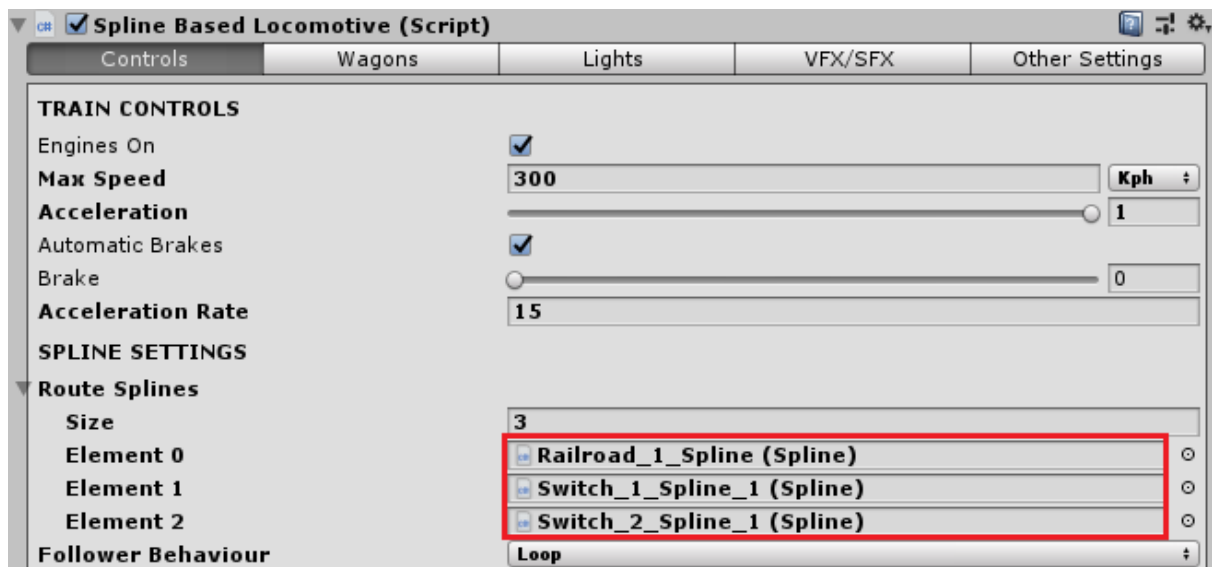 Spline Based Locomotive (Script)
Controls Wagons Lights VFX/SFX Other Settings
TRAIN CONTROLS
Engines On
Max Speed 300 Kph
Acceleration 1
Automatic Brakes
Brake 0
Acceleration Rate 15
SPLINE SETTINGS
Route Splines
Size 3
Element 0 Railroad_1_Spline (Spline)
Element 1 Switch_1_Spline_1 (Spline)
Element 2 Switch_2_Spline_1 (Spline)
Follower Behaviour Loop